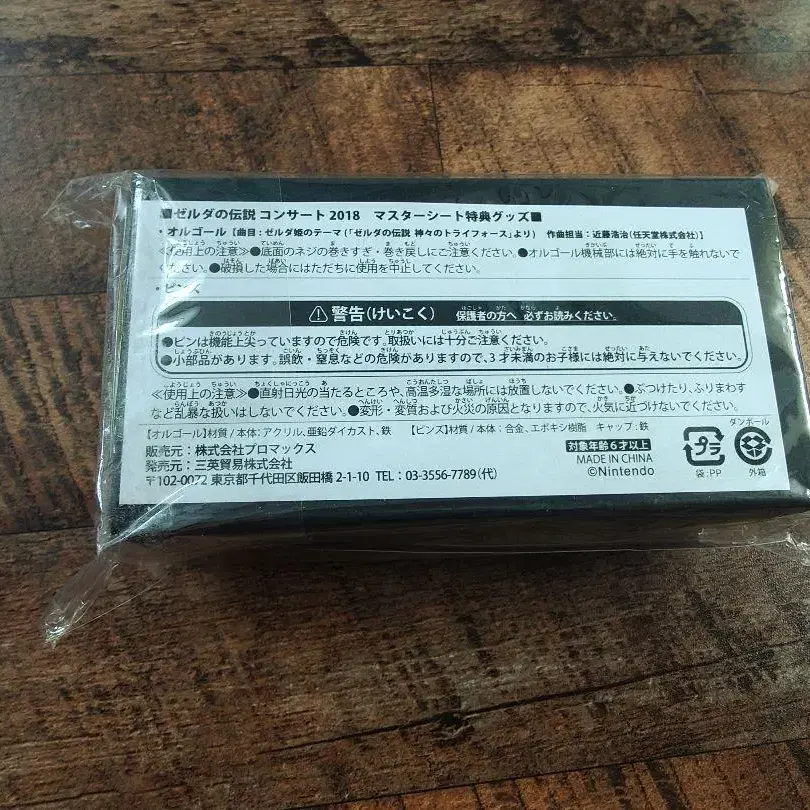 ■ゼルダの伝説 コンサート 2018　マスターシート特典グッズ■
・オルゴール【曲目：ゼルダ姫のテーマ（「ゼルダの伝説 神々のトライフォース」より） 作曲担当：近藤浩治(任天堂株式会社)】
≪使用上の注意≫●底面のネジの巻きすぎ・巻き戻しにご注意ください。●オルゴール機械部には絶対に手を触れないで
ください。●破損した場合にはただちに使用を中止してください。
・ピンズ
⚠警告(けいこく) 保護者の方へ 必ずお読みください。
●ピンは機能上尖っていますので危険です。取扱いには十分ご注意ください。
●小部品があります。誤飲・窒息などの危険がありますので、3才未満のお子様には絶対に与えないでください。
≪使用上の注意≫●直射日光の当たるところや、高温多湿な場所には放置しないでください。●ぶつけたり、ふりまわす
など乱暴な扱いはしないでください。●変形・変質および火災の原因となりますので、火気に近づけないでください。
【オルゴール】材質／本体：アクリル、亜鉛ダイカスト、鉄　【ピンズ】材質／本体：合金、エポキシ樹脂　キャップ：鉄
販売元：株式会社プロマックス
発売元：三英貿易株式会社
〒102-0072 東京都千代田区飯田橋 2-1-10 TEL：03-3556-7789（代）
対象年齢6才以上
MADE IN CHINA
©Nintendo
プラ
袋:PP
ダンボール
外箱